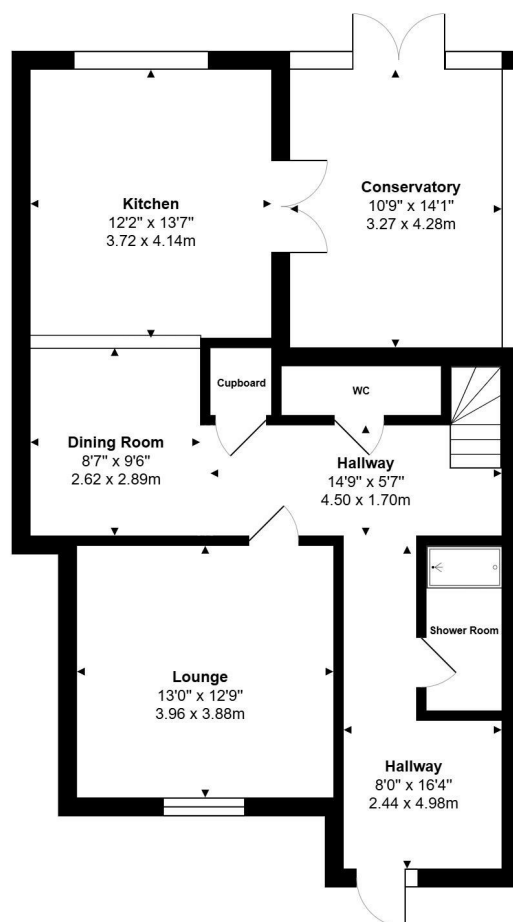 Kitchen
12'2" x 13'7"
3.72 x 4.14m
Conservatory
10'9" x 14'1"
3.27 x 4.28m
Cupboard
WC
Dining Room
8'7" x 9'6"
2.62 x 2.89m
Hallway
14'9" x 5'7"
4.50 x 1.70m
Shower Room
Lounge
13'0" x 12'9"
3.96 x 3.88m
Hallway
8'0" x 16'4"
2.44 x 4.98m